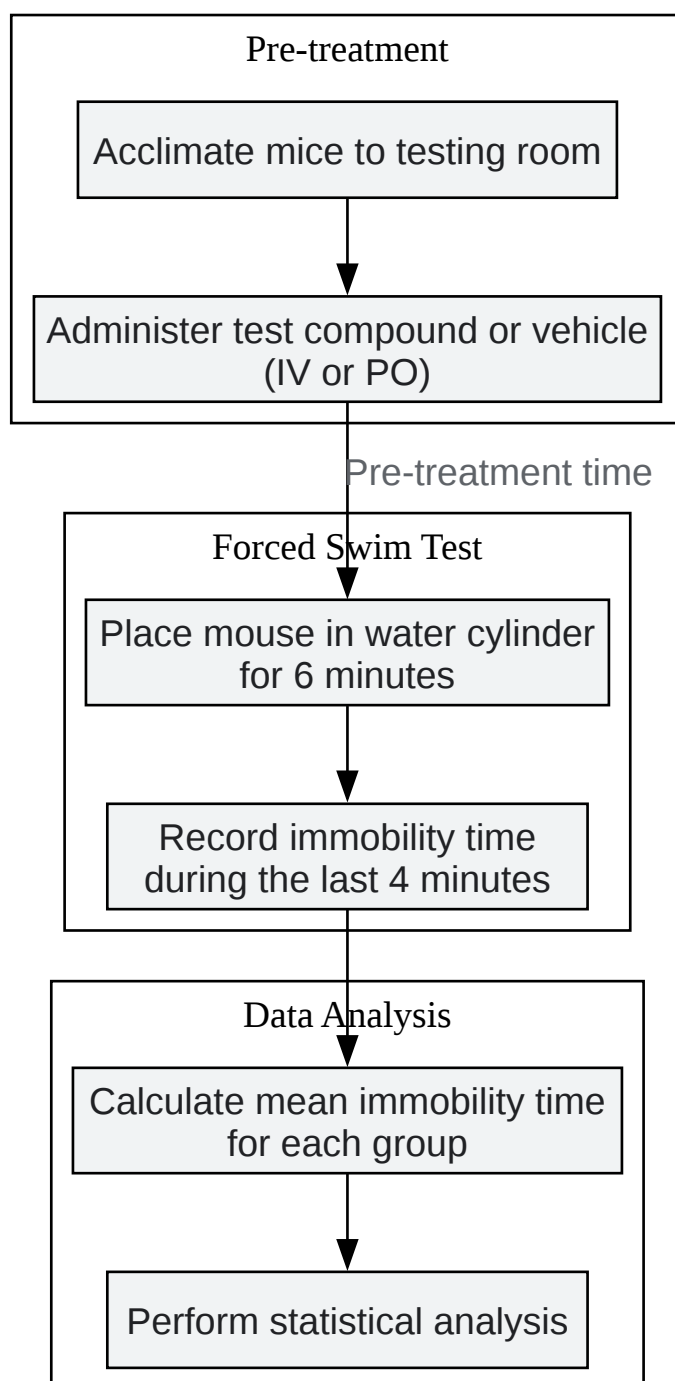 Pre-treatment
Acclimate mice to testing room
Administer test compound or vehicle
(IV or PO)
Pre-treatment time
Forced Swim Test
Place mouse in water cylinder
for 6 minutes
Record immobility time
during the last 4 minutes
Data Analysis
Calculate mean immobility time
for each group
Perform statistical analysis